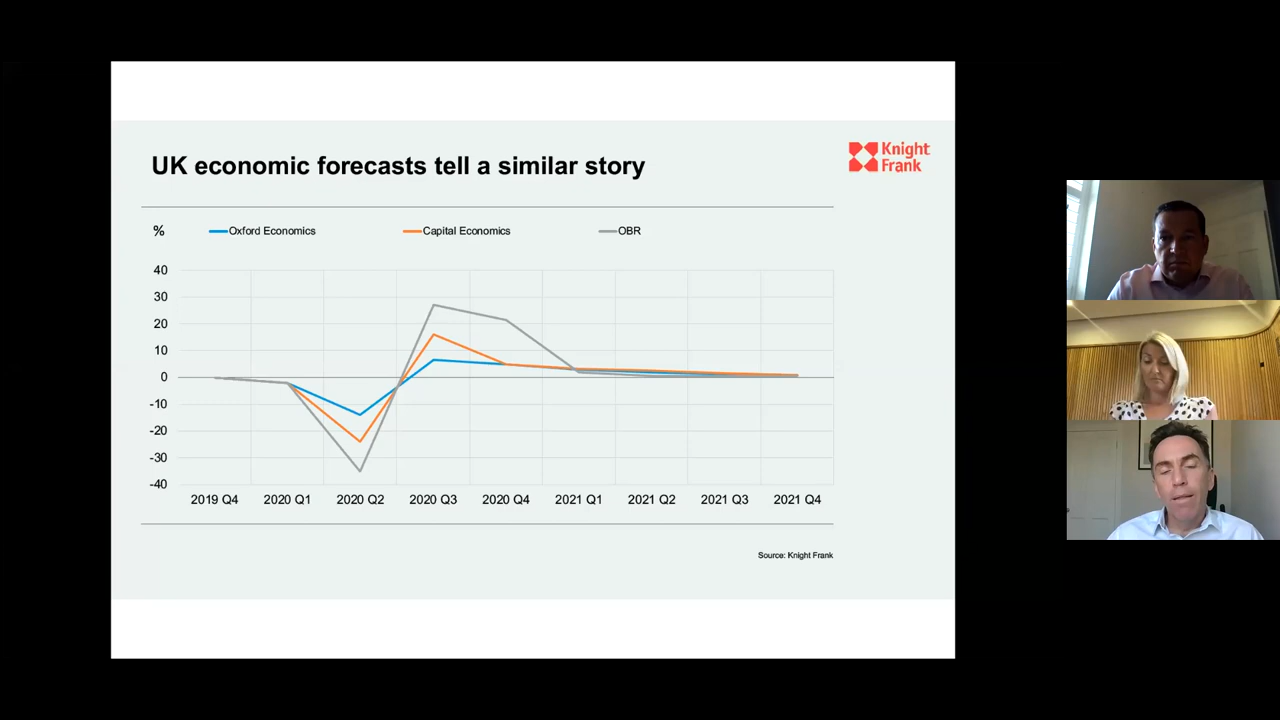 UK economic forecasts tell a similar story
Knight
Frank
% Oxford Economics Capital Economics OBR
40
30
20
10
0
-10
-20
-30
-40
2019 Q4 2020 Q1 2020 Q2 2020 Q3 2020 Q4 2021 Q1 2021 Q2 2021 Q3 2021 Q4
Source: Knight Frank